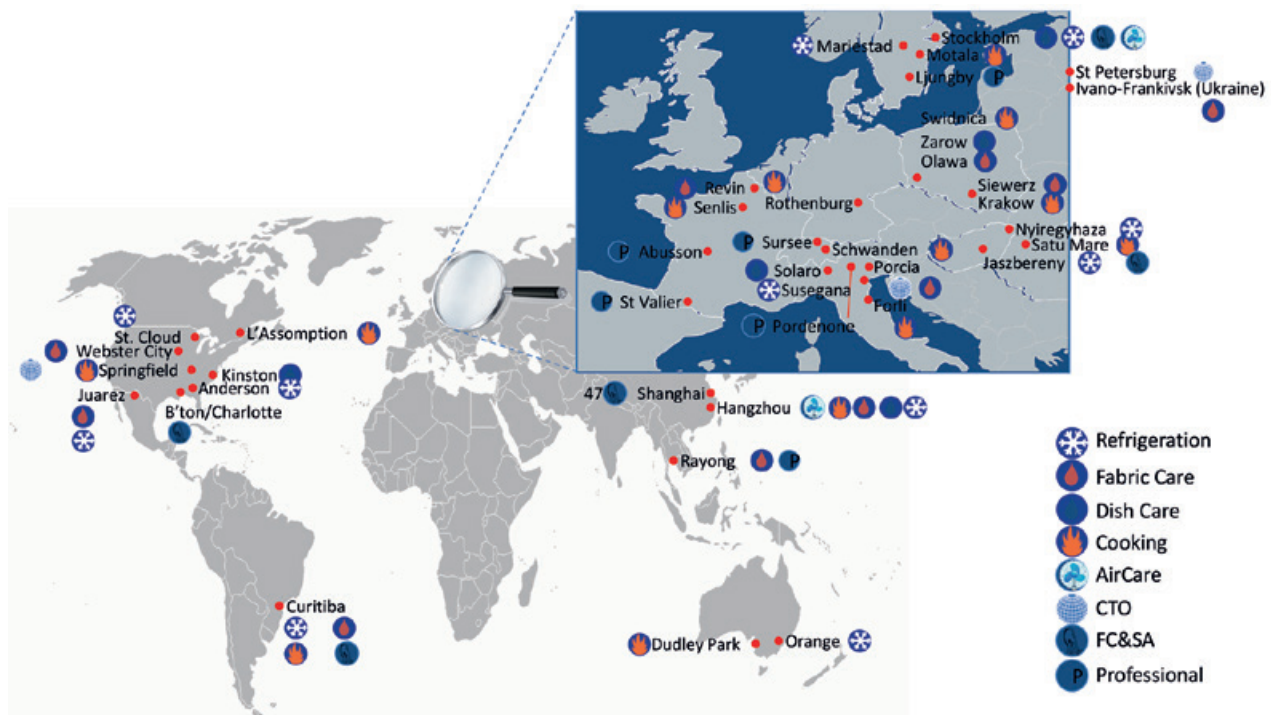 Mariestad
Stockholm
Motala
Ljungby
P
St Petersburg
Ivano-Frankivsk (Ukraine)
Swidnica
Zarow
Olawa
Revin
Senlis
Rothenburg
Siewerz
Krakow
P
Abusson
P
Sursee
Schwanden
Nyiregyhaza
Satu Mare
Jaszbereny
Solaro
Porcia
Susegana
P
St Valier
P
Pordenone
Forli
St. Cloud
L'Assomption
Webster City
Springfield
Kinston
Juarez
Anderson
B'ton/Charlotte
47
Shanghai
Hangzhou
Rayong
P
Curitiba
Dudley Park
Orange
Refrigeration
Fabric Care
Dish Care
Cooking
AirCare
CTO
FC&SA
P
Professional